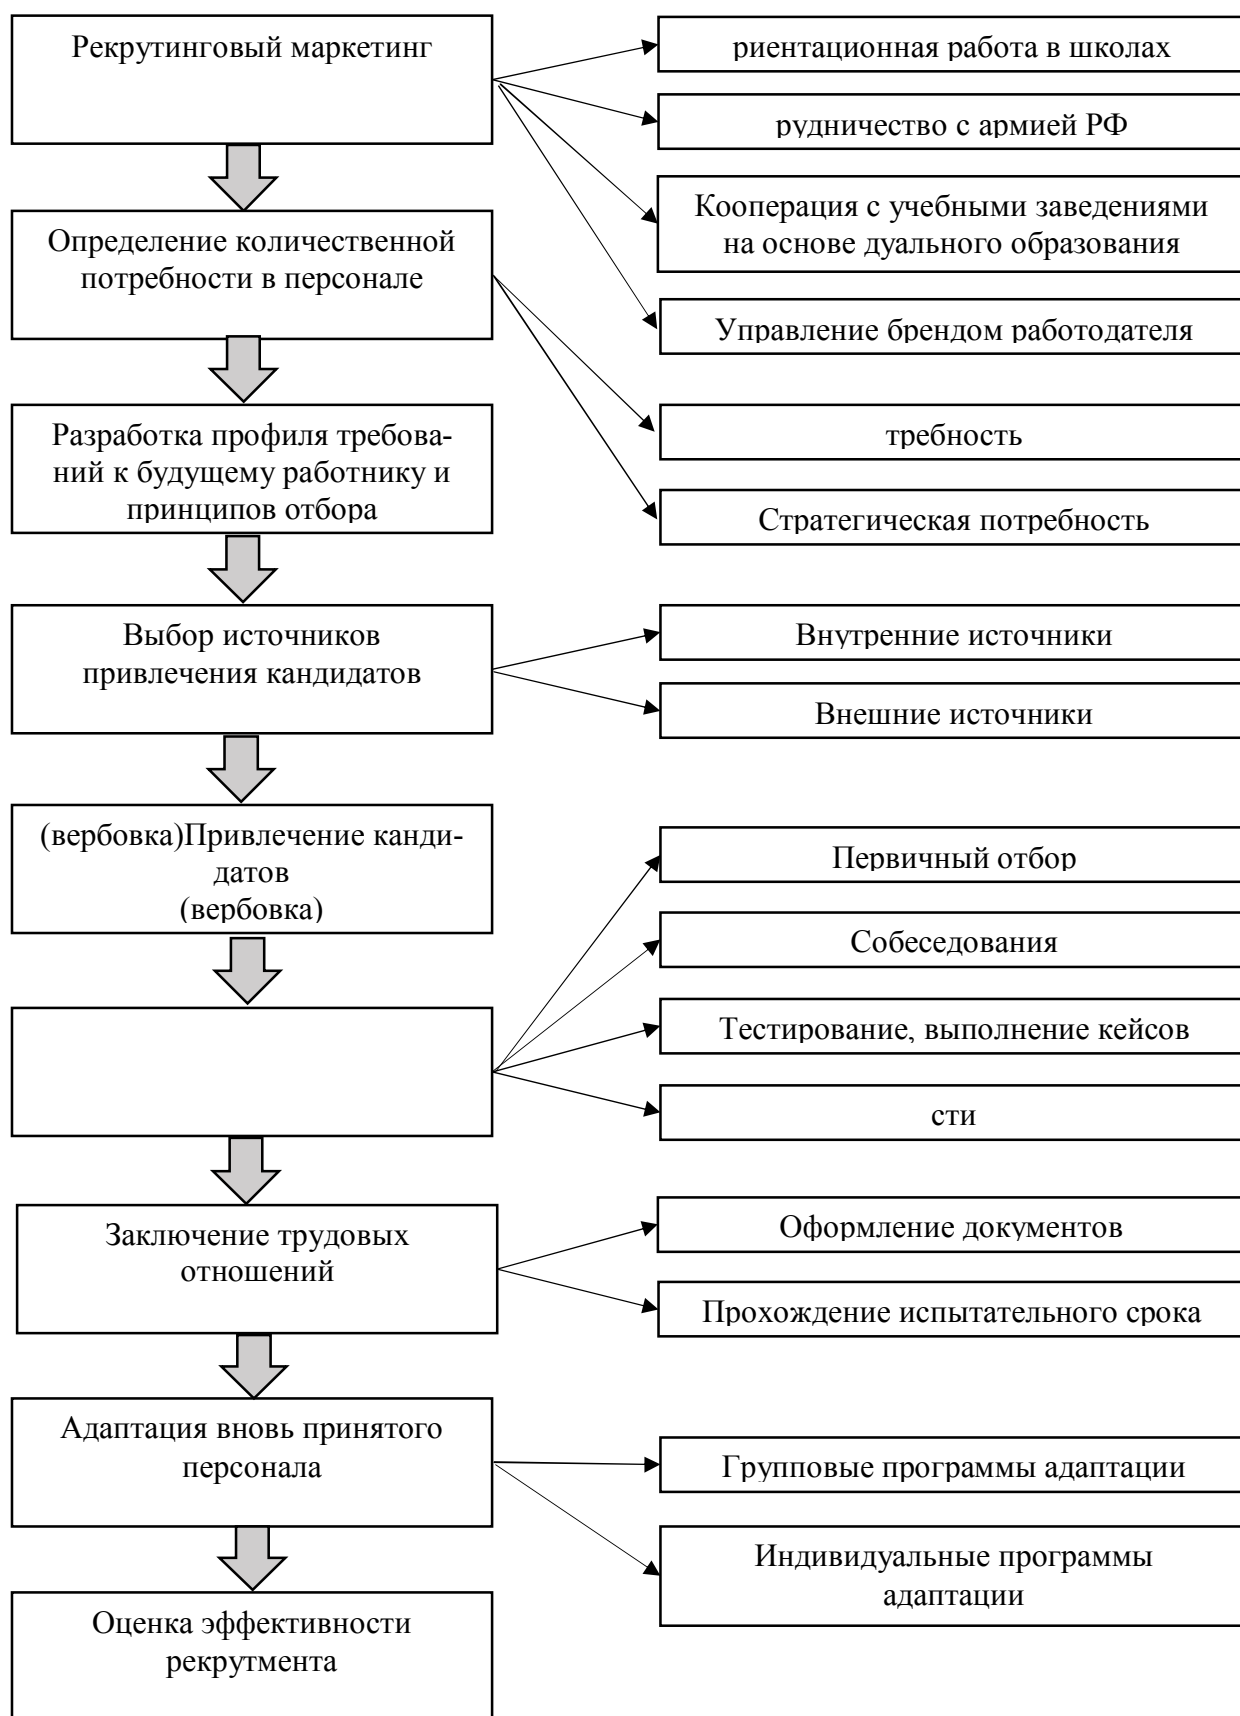 Рекрутинговый маркетинг
риентационная работа в школах
рудничество с армией РФ
Кооперация с учебными заведениями
на основе дуального образования
Управление брендом работодателя
Определение количественной
потребности в персонале
требность
Стратегическая потребность
Разработка профиля требова-
ний к будущему работнику и
принципов отбора
Выбор источников
привлечения кандидатов
Внутренние источники
Внешние источники
(вербовка)Привлечение канди-
датов
(вербовка)
Первичный отбор
Собеседования
Тестирование, выполнение кейсов
сти
Заключение трудовых
отношений
Оформление документов
Прохождение испытательного срока
Адаптация вновь принятого
персонала
Групповые программы адаптации
Индивидуальные программы
адаптации
Оценка эффективности
рекрутмента